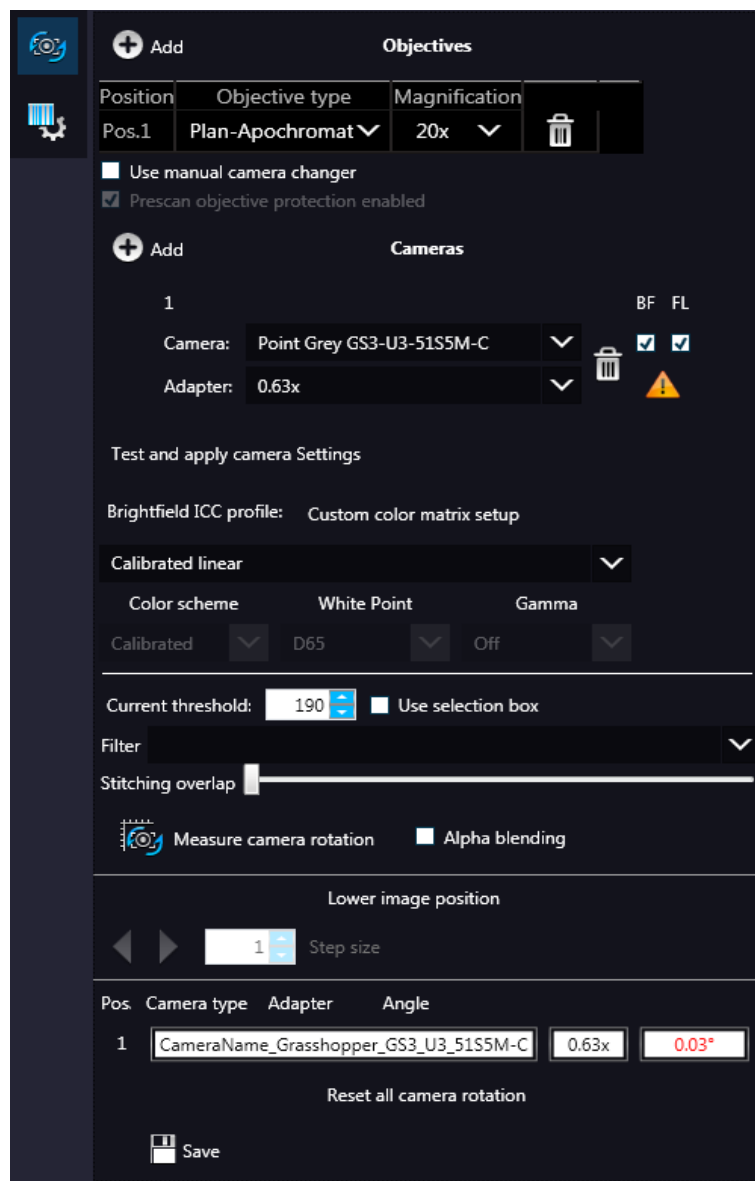 Add Objectives
Position Objective type Magnification
Pos.1 Plan-Apochromat 20x
Use manual camera changer
Prescan objective protection enabled
Add Cameras
1 BF FL
Camera: Point Grey GS3-U3-51S5M-C
Adapter: 0.63x
Test and apply camera Settings
Brightfield ICC profile: Custom color matrix setup
Calibrated linear
Color scheme White Point Gamma
Calibrated D65 Off
Current threshold: 190 Use selection box
Filter
Stitching overlap
Measure camera rotation Alpha blending
Lower image position
1 Step size
Pos. Camera type Adapter Angle
1 CameraName_Grasshopper_GS3_U3_51S5M-C 0.63x 0.03°
Reset all camera rotation
Save